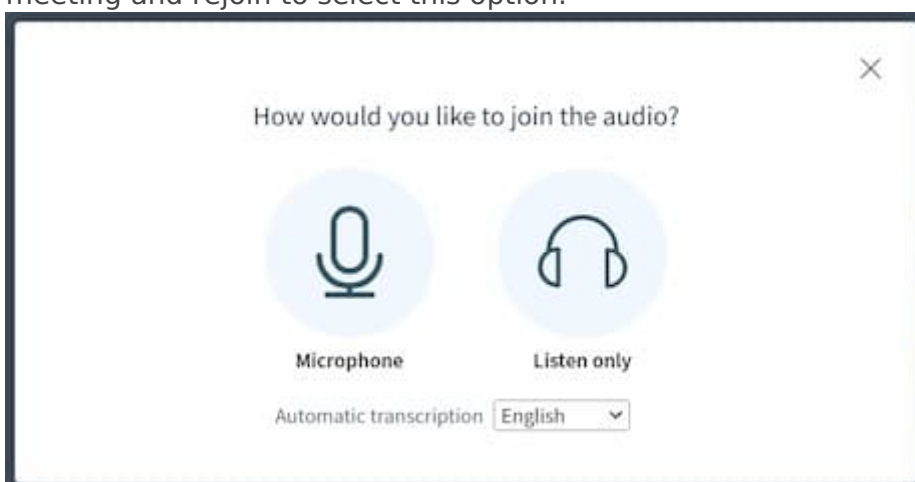 meeting and rejoin to select this option.
How would you like to join the audio?
Microphone Listen only
Automatic transcription English